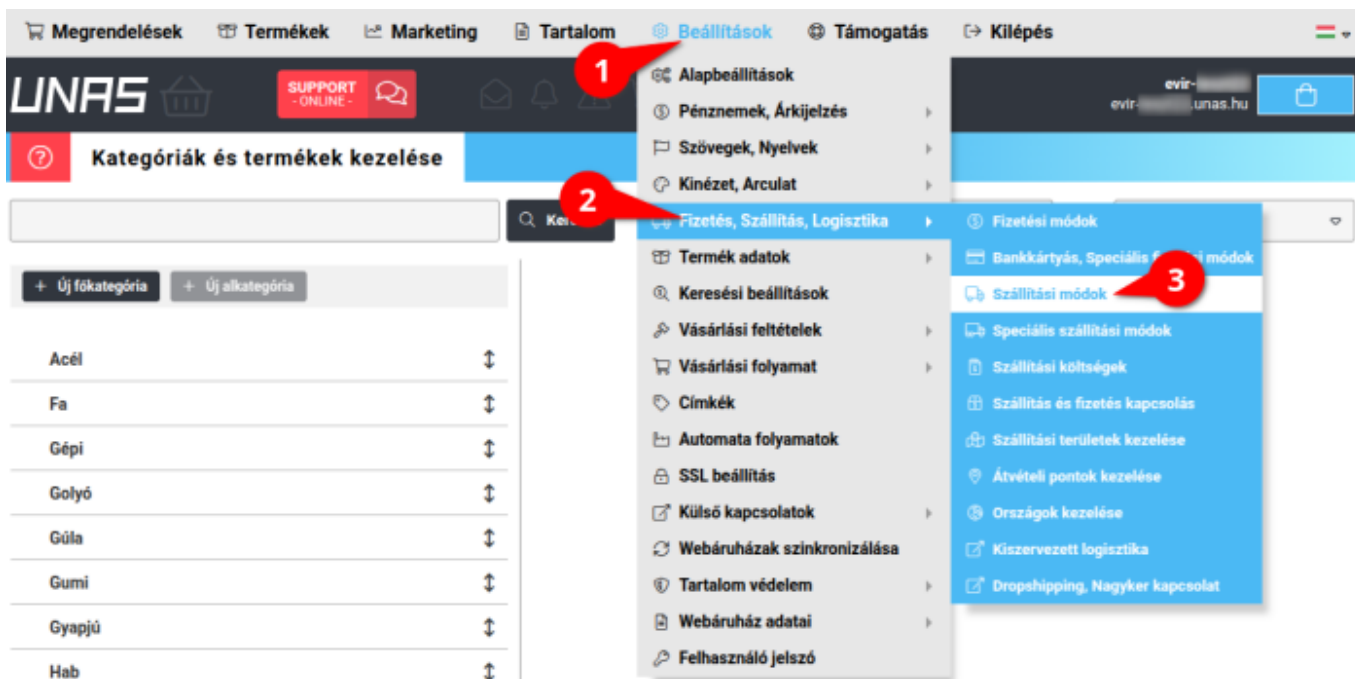 Megrendelések Termékek Marketing Tartalom Beállítások Támogatás Kilépés
1
UNAS SUPPORT
- ONLINE -
evir-
evir- .unas.hu
Kategóriák és termékek kezelése
2
+ Új főkategória + Új alkategória
Acél
Fa
Gépi
Golyó
Gúla
Gumi
Gyapjú
Hab
Alapbeállítások
Pénznemek, Árkijelzés
Szövegek, Nyelvek
Kinézet, Arculat
Fizetés, Szállítás, Logisztika
Termék adatok
Keresési beállítások
Vásárlási feltételek
Vásárlási folyamat
Címkék
Automata folyamatok
SSL beállítás
Külső kapcsolatok
Webáruházak szinkronizálása
Tartalom védelem
Webáruház adatai
Felhasználó jelszó
Fizetési módok
Bankkártyás, Speciális módok
3
Szállítási módok
Speciális szállítási módok
Szállítási költségek
Szállítás és fizetés kapcsolás
Szállítási területek kezelése
Átvételi pontok kezelése
Országok kezelése
Kiszervezett logisztika
Dropshipping, Nagyker kapcsolat